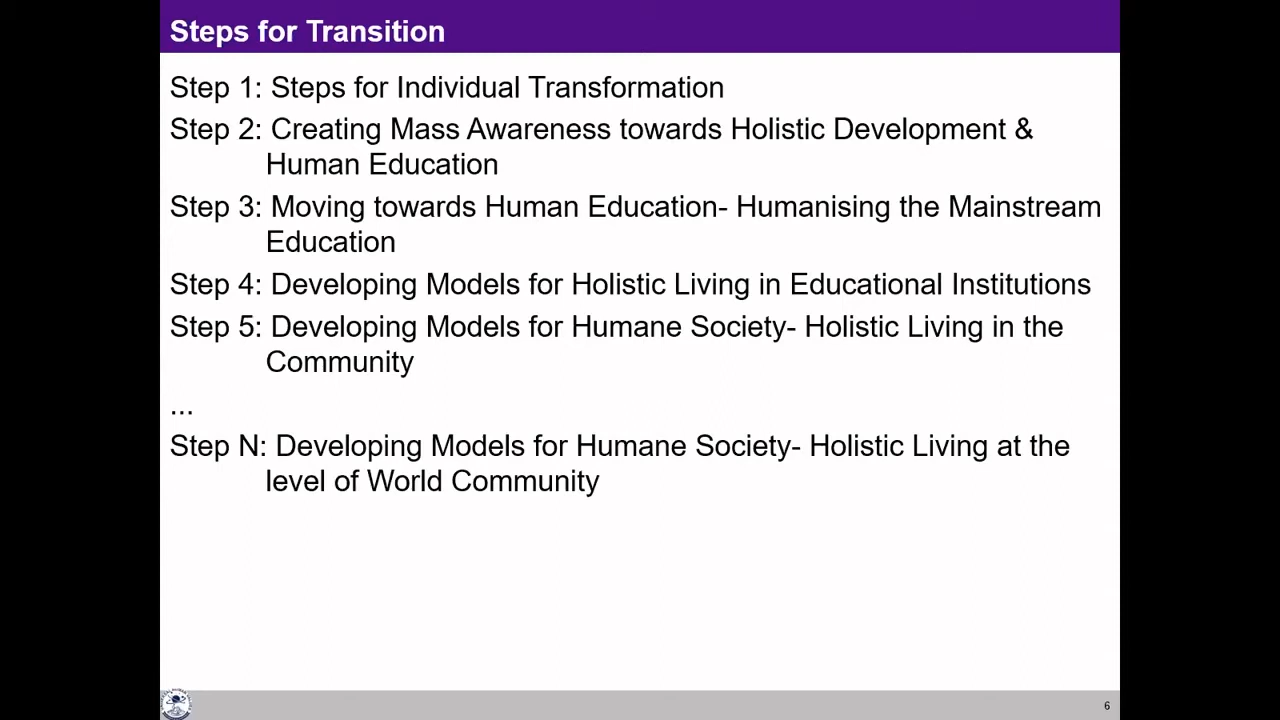 Steps for Transition
Step 1: Steps for Individual Transformation
Step 2: Creating Mass Awareness towards Holistic Development &
Human Education
Step 3: Moving towards Human Education- Humanising the Mainstream
Education
Step 4: Developing Models for Holistic Living in Educational Institutions
Step 5: Developing Models for Humane Society- Holistic Living in the
Community
...
Step N: Developing Models for Humane Society- Holistic Living at the
level of World Community
6